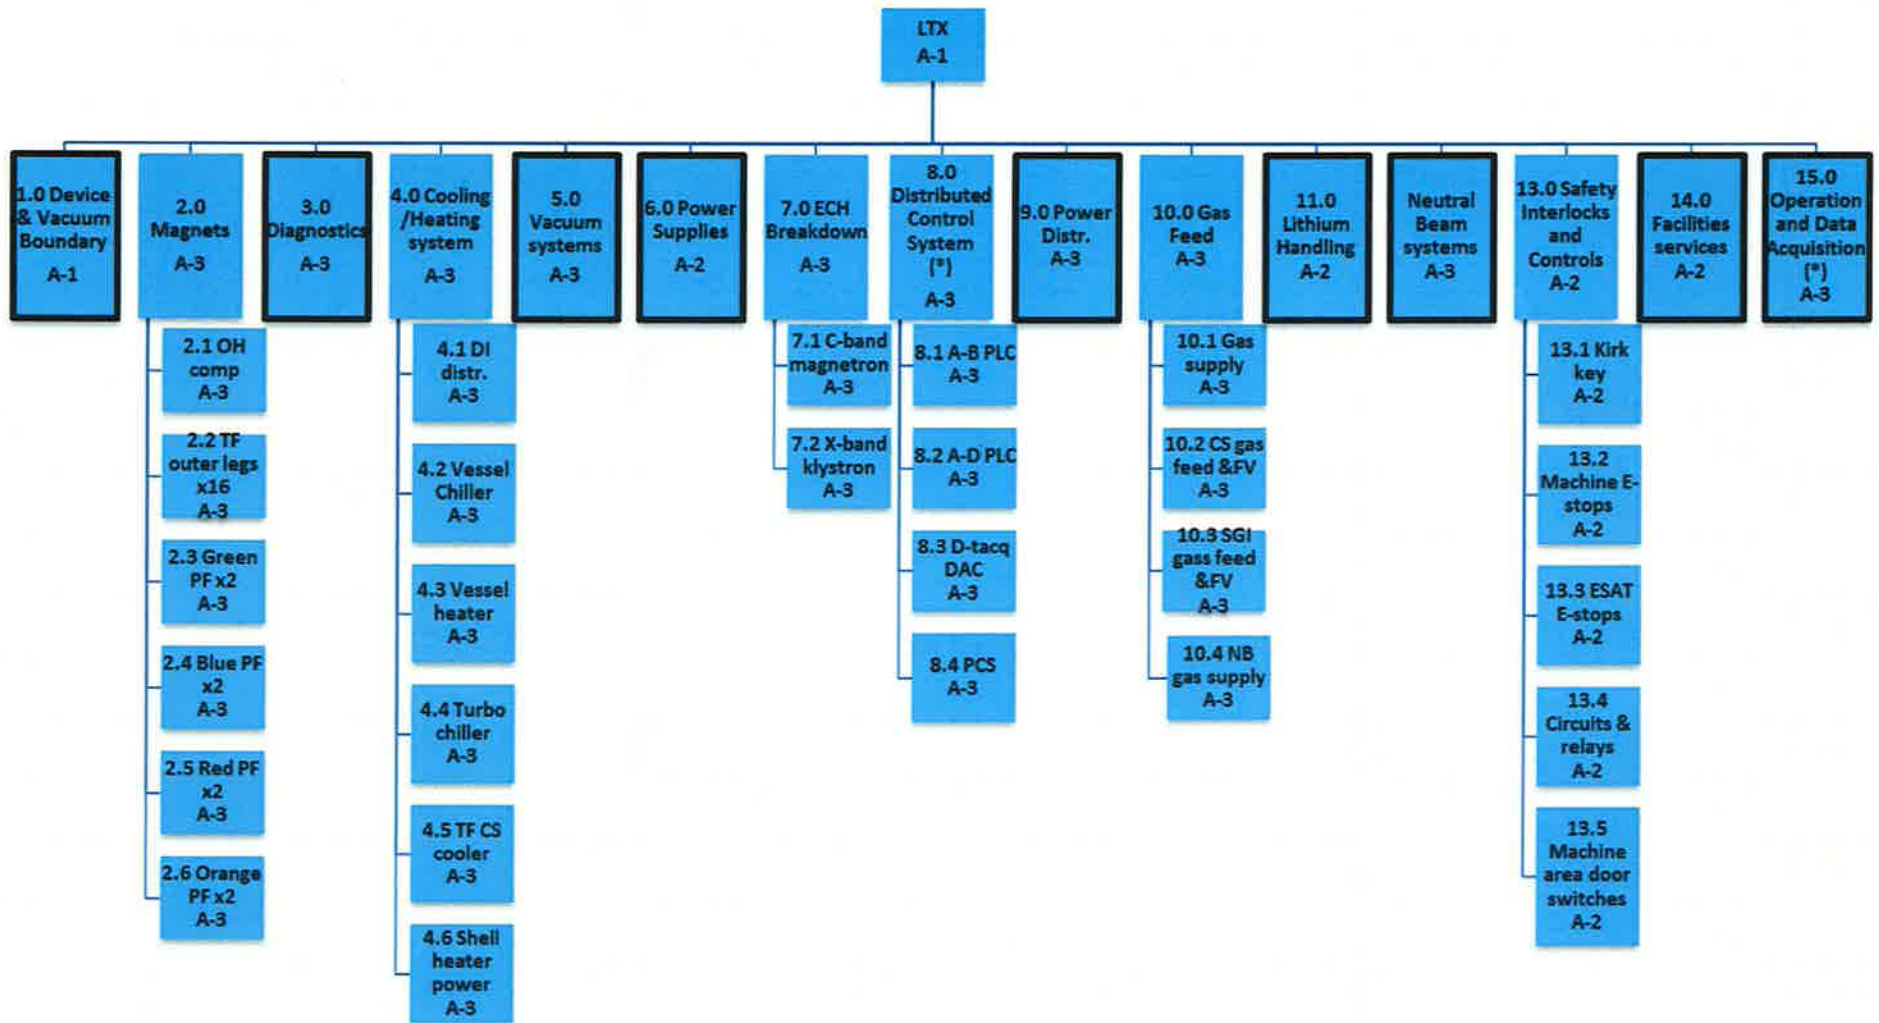 LTX
A-1
1.0 Device
& Vacuum
Boundary
A-1
2.0
Magnets
A-3
3.0
Diagnostics
A-3
4.0 Cooling
/Heating
system
A-3
5.0
Vacuum
systems
A-3
6.0 Power
Supplies
A-2
7.0 ECH
Breakdown
A-3
8.0
Distributed
Control
System
(*)
A-3
9.0 Power
Distr.
A-3
10.0 Gas
Feed
A-3
11.0
Lithium
Handling
A-2
Neutral
Beam
systems
A-3
13.0 Safety
Interlocks
and
Controls
A-2
14.0
Facilities
services
A-2
15.0
Operation
and Data
Acquisition
(*)
A-3
2.1 OH
comp
A-3
2.2 TF
outer legs
x16
A-3
2.3 Green
PF x2
A-3
2.4 Blue PF
x2
A-3
2.5 Red PF
x2
A-3
2.6 Orange
PF x2
A-3
4.1 DI
distr.
A-3
4.2 Vessel
Chiller
A-3
4.3 Vessel
heater
A-3
4.4 Turbo
chiller
A-3
4.5 TF CS
cooler
A-3
4.6 Shell
heater
power
A-3
7.1 C-band
magnetron
A-3
7.2 X-band
klystron
A-3
8.1 A-B PLC
A-3
8.2 A-D PLC
A-3
8.3 D-tacq
DAC
A-3
8.4 PCS
A-3
10.1 Gas
supply
A-3
10.2 CS gas
feed &FV
A-3
10.3 SGI
gass feed
&FV
A-3
10.4 NB
gas supply
A-3
13.1 Kirk
key
A-2
13.2
Machine E-
stops
A-2
13.3 ESAT
E-stops
A-2
13.4
Circuits &
relays
A-2
13.5
Machine
area door
switches
A-2